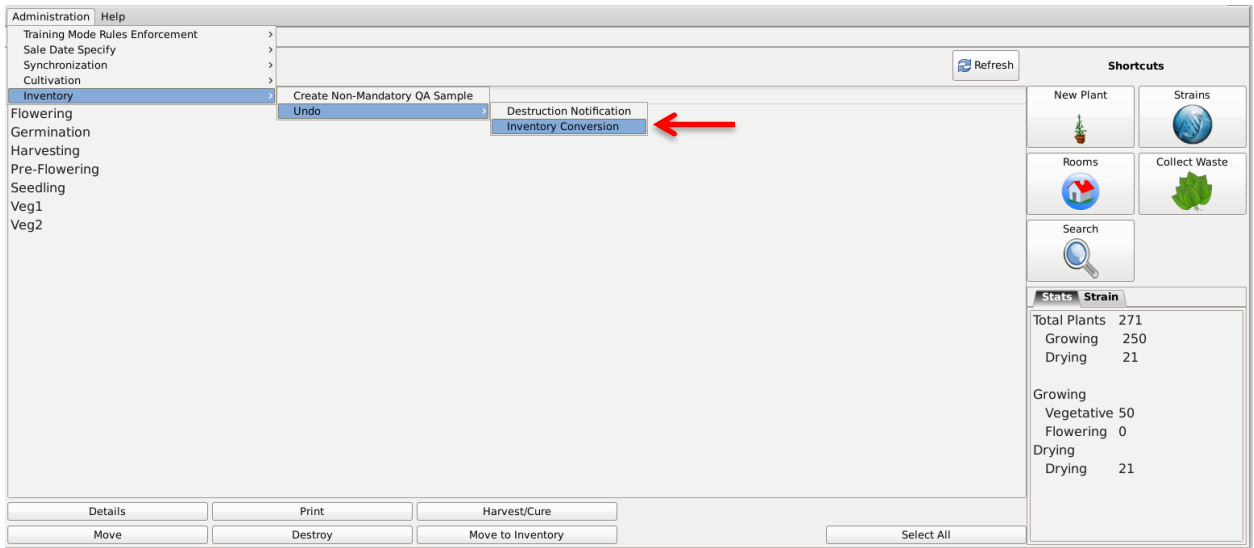 Administration Help
Training Mode Rules Enforcement >
Sale Date Specify >
Synchronization >
Cultivation >
Inventory >
Create Non-Mandatory QA Sample
Undo >
Destruction Notification
Inventory Conversion
Flowering
Germination
Harvesting
Pre-Flowering
Seedling
Veg1
Veg2
Refresh
Shortcuts
New Plant
Strains
Rooms
Collect Waste
Search
Stats Strain
Total Plants 271
Growing 250
Drying 21
Growing
Vegetative 50
Flowering 0
Drying
Drying 21
Details Print Harvest/Cure
Move Destroy Move to Inventory Select All